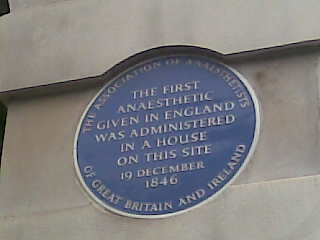 THE ASSOCIATION OF ANAESTHETISTS
THE FIRST
ANAESTHETIC
GIVEN IN ENGLAND
WAS ADMINISTERED
IN A HOUSE
ON THIS SITE
19 DECEMBER
1846
OF GREAT BRITAIN AND IRELAND